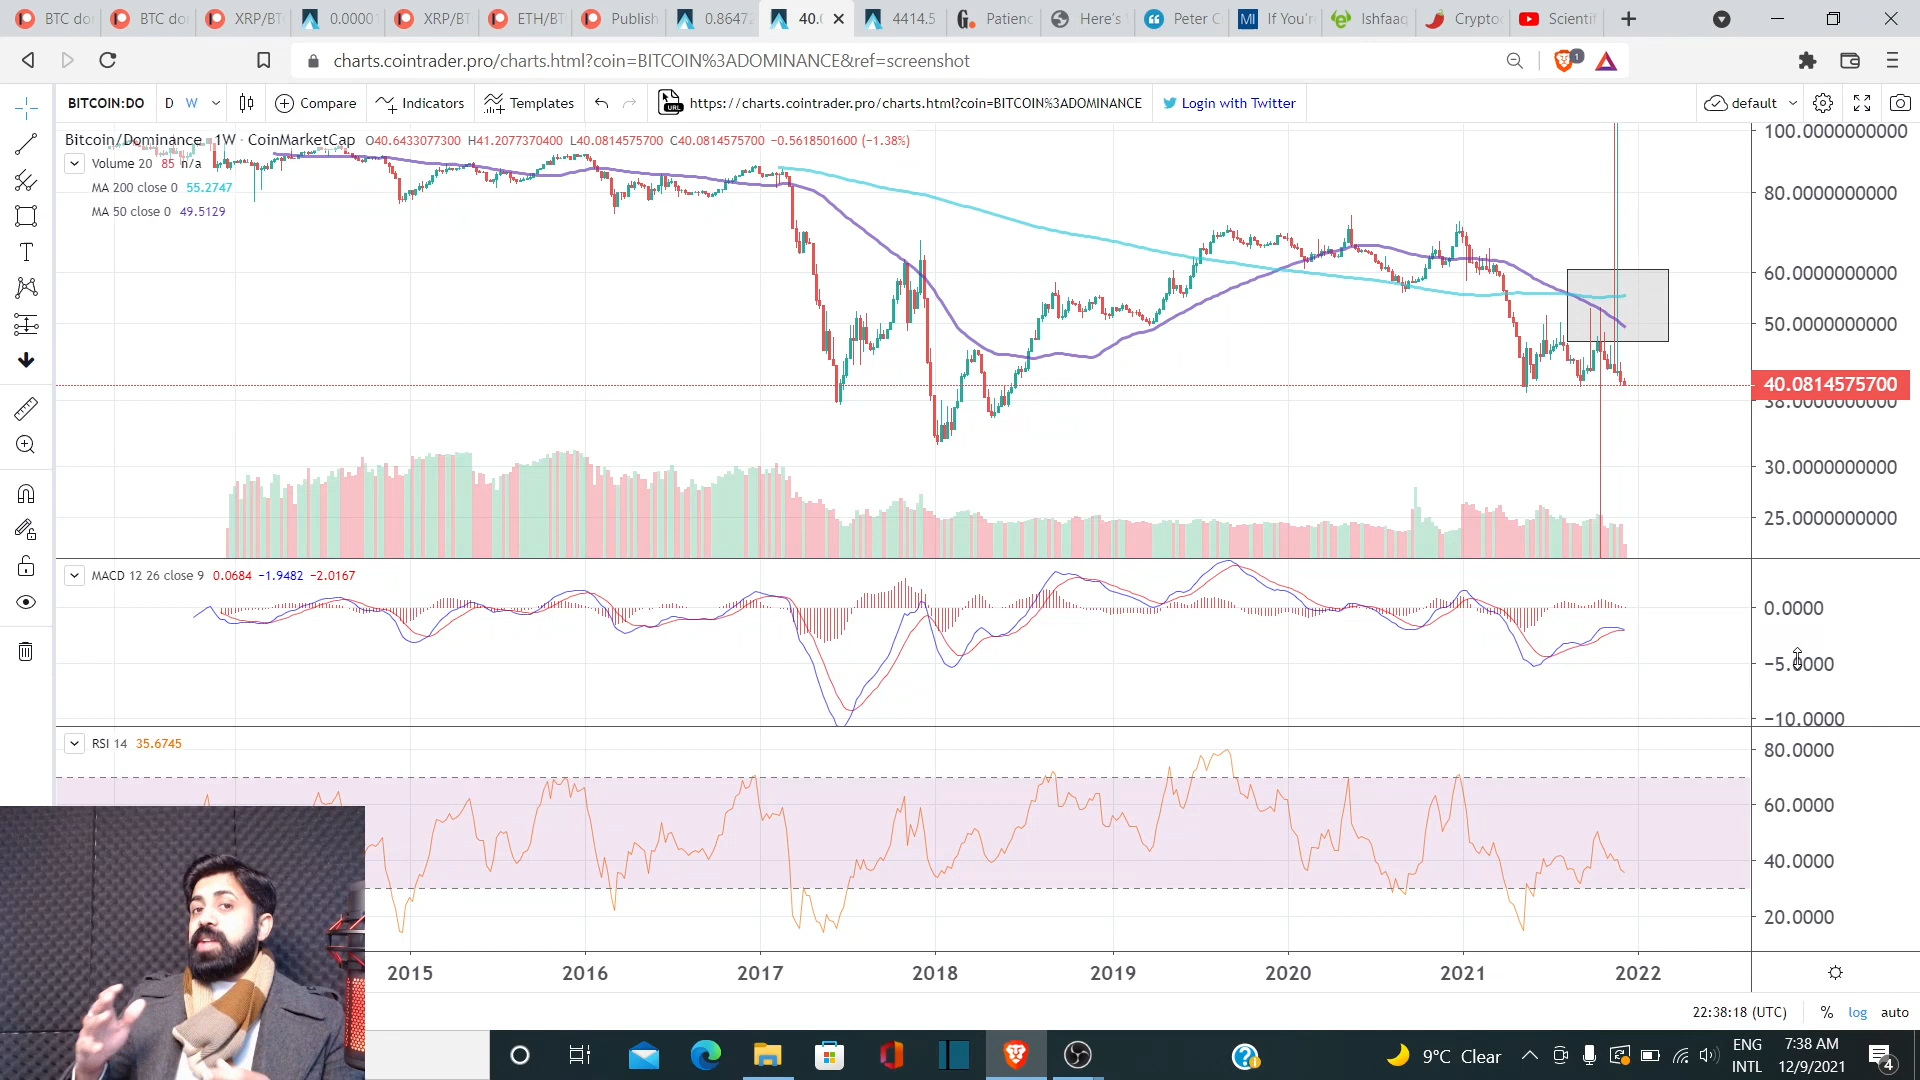 BTC do
BTC do
XRP/BT
0.0000
XRP/BT
ETH/BT
Publish
0.8647
40.
4414.5
Patienc
Here's
Peter C
If You'r
Ishfaaq
Crypto
Scienti
charts.cointrader.pro/charts.html?coin=BITCOIN%3ADOMINANCE&ref=screenshot
1
BITCOIN:DO D W Compare Indicators Templates https://charts.cointrader.pro/charts.html?coin=BITCOIN%3ADOMINANCE Login with Twitter default
Bitcoin/Dominance 1W · CoinMarketCap O40.6433077300 H41.2077370400 L40.0814575700 C40.0814575700 −0.5618501600 (−1.38%)
Volume 20 85 n/a
MA 200 close 0 55.2747
MA 50 close 0 49.5129
100.0000000000
80.0000000000
60.0000000000
50.0000000000
40.0814575700
38.0000000000
30.0000000000
25.0000000000
MACD 12 26 close 9 0.0684 −1.9482 −2.0167
0.0000
−5.0000
−10.0000
RSI 14 35.6745
80.0000
60.0000
40.0000
20.0000
2015 2016 2017 2018 2019 2020 2021 2022
22:38:18 (UTC) % log auto
9°C Clear
ENG
INTL
7:38 AM
12/9/2021
4